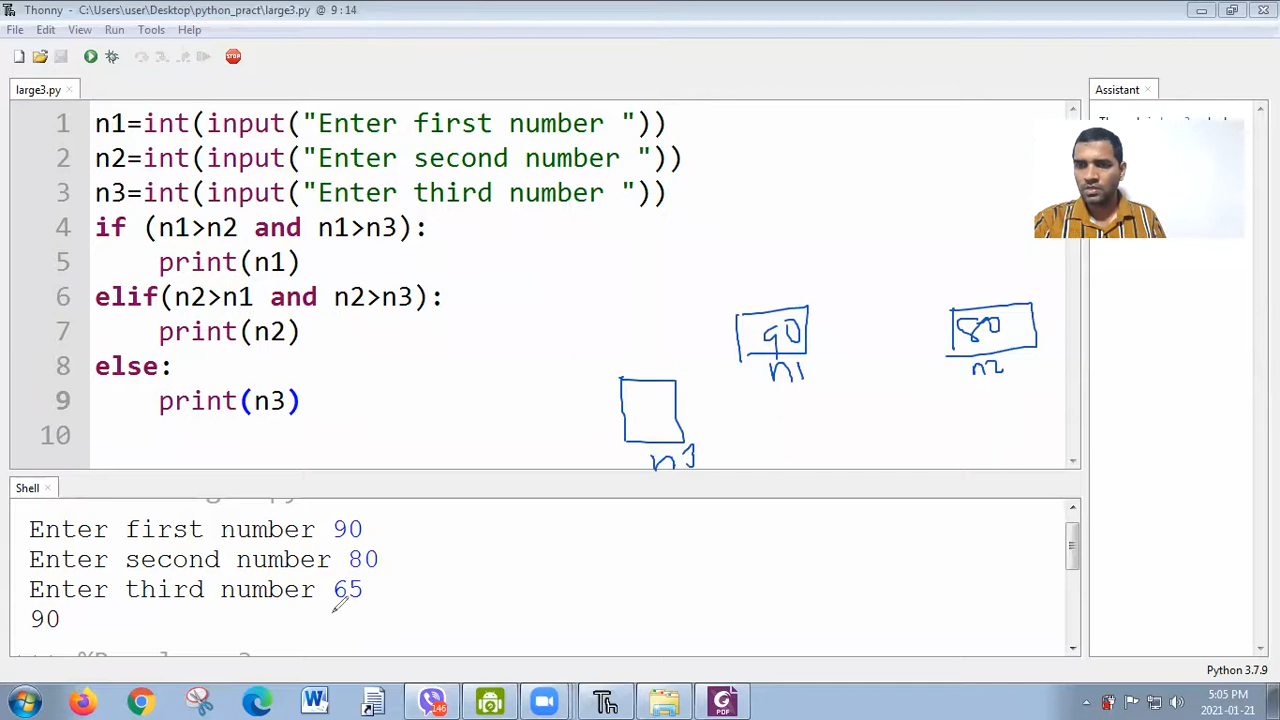 Thonny - C:\Users\user\Desktop\python_pract\large3.py @ 9:14
File Edit View Run Tools Help
STOP
large3.py
Assistant
1 n1=int(input("Enter first number "))
2 n2=int(input("Enter second number "))
3 n3=int(input("Enter third number "))
4 if (n1>n2 and n1>n3):
5 print(n1)
6 elif(n2>n1 and n2>n3):
7 print(n2)
8 else:
9 print(n3)
10
90
80
n1
n2
n3
Shell
Enter first number 90
Enter second number 80
Enter third number 65
90
Python 3.7.9
146
PDF
5:05 PM
2021-01-21